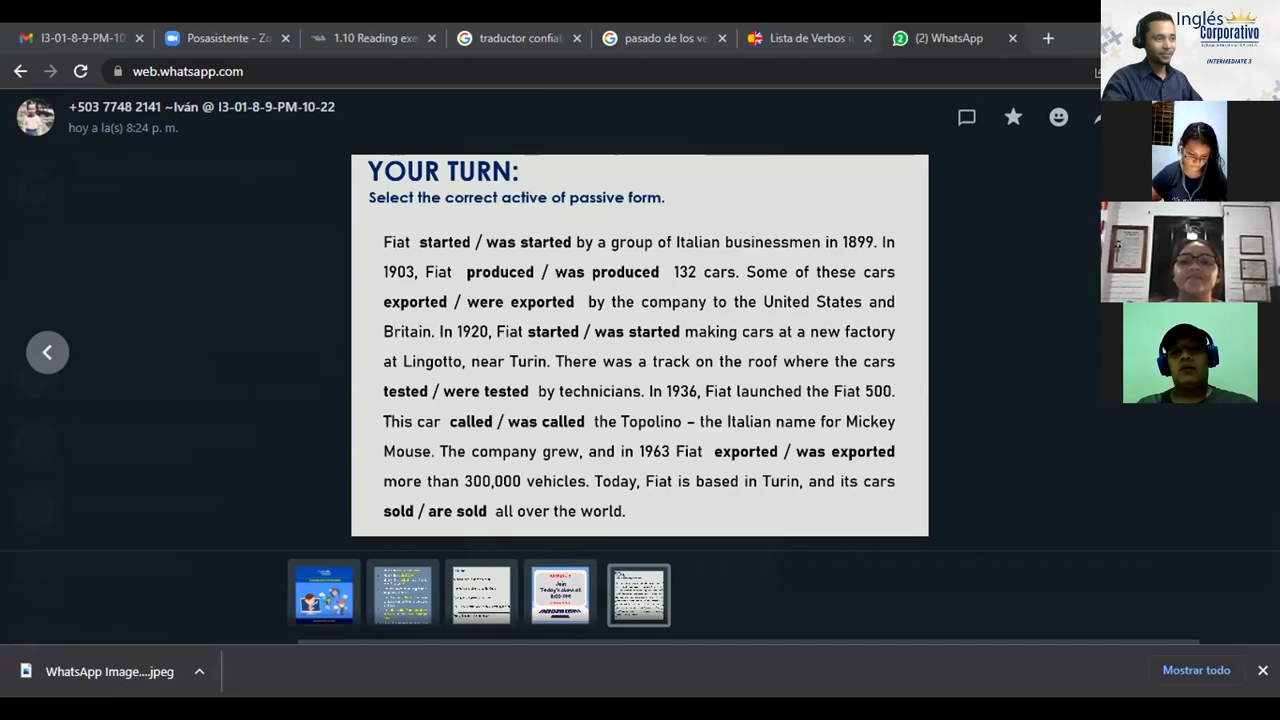 I3-01-8-9-PM-10
Posasistente - Zo
1.10 Reading exe
traductor confiab
pasado de los ve
Lista de Verbos i
(2) WhatsApp
web.whatsapp.com
Inglés
Corporativo
INTERMEDIATE 3
+503 7748 2141 ~Iván @ I3-01-8-9-PM-10-22
hoy a la(s) 8:24 p. m.
YOUR TURN:
Select the correct active of passive form.
Fiat started / was started by a group of Italian businessmen in 1899. In
1903, Fiat produced / was produced 132 cars. Some of these cars
exported / were exported by the company to the United States and
Britain. In 1920, Fiat started / was started making cars at a new factory
at Lingotto, near Turin. There was a track on the roof where the cars
tested / were tested by technicians. In 1936, Fiat launched the Fiat 500.
This car called / was called the Topolino – the Italian name for Mickey
Mouse. The company grew, and in 1963 Fiat exported / was exported
more than 300,000 vehicles. Today, Fiat is based in Turin, and its cars
sold / are sold all over the world.
Join
Today's class at
8:00 PM
WhatsApp Image....jpeg
Mostrar todo